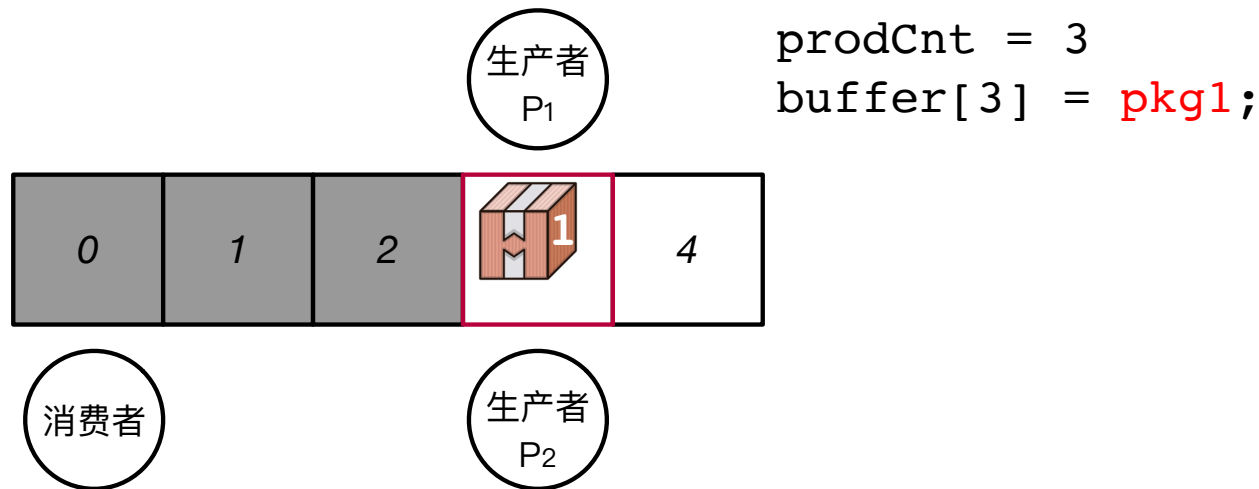 生产者
P1
prodCnt = 3
buffer[3] = pkg1;
0 1 2 1 4
消费者
生产者
P2